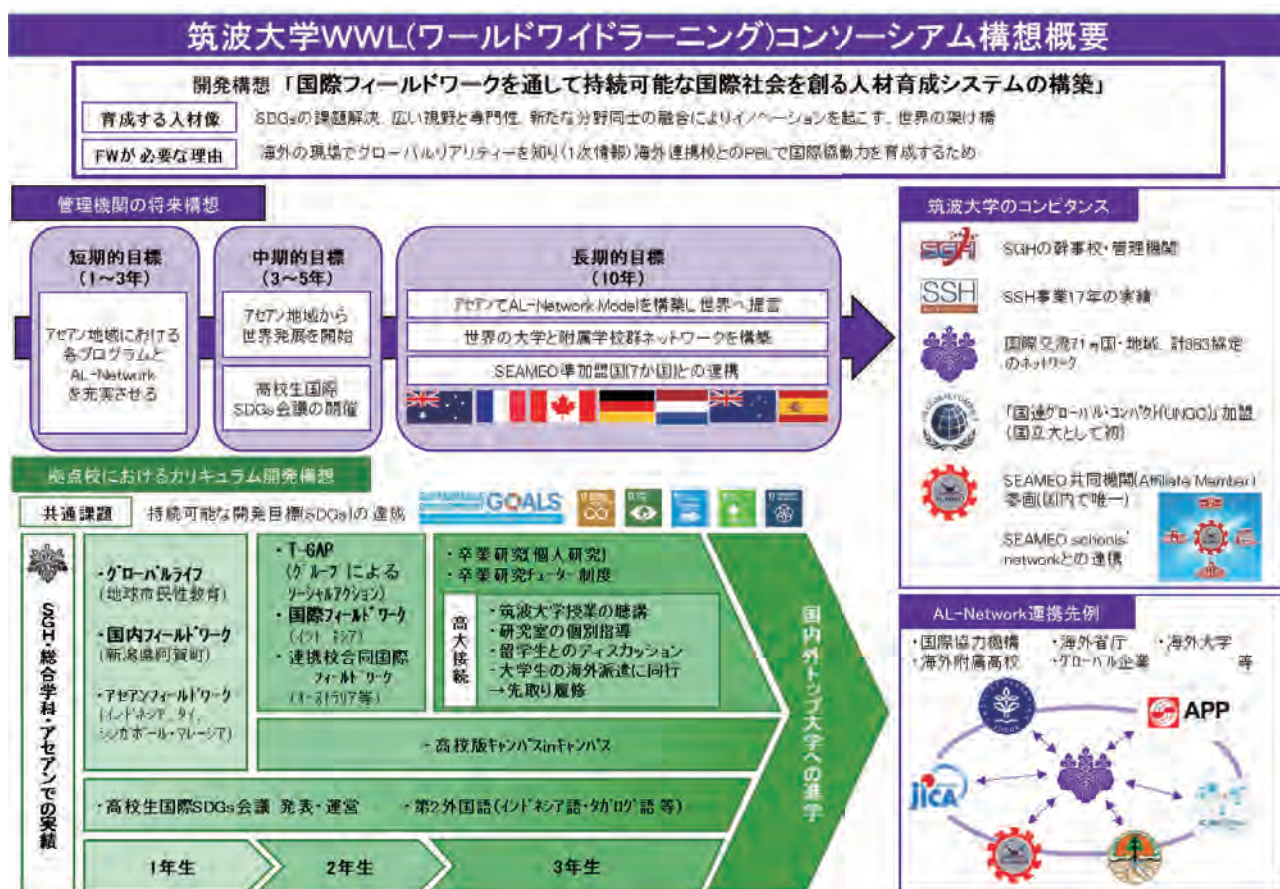 筑波大学WWL(ワールドワイドラーニング)コンソーシアム構想概要
開発構想 「国際フィールドワークを通して持続可能な国際社会を創る人材育成システムの構築」
育成する人材像
SDGsの課題解決、広い視野と専門性、新たな分野同士の融合によりイノベーションを起こす、世界の架け橋
FWが必要な理由
海外の現場でグローバルリアリティーを知り(1次情報)海外連携校とのPBLで国際協働力を育成するため
管理機関の将来構想
短期的目標
(1～3年)
アセアン地域における
各プログラムと
AL-Network
を充実させる
中期的目標
(3～5年)
アセアン地域から
世界発展を開始
高校生国際
SDGs会議の開催
長期的目標
(10年)
アセアンでAL-Network Modelを構築し世界へ提言
世界の大学と附属学校群ネットワークを構築
SEAMEO準加盟国(7か国)との連携
筑波大学のコンピタンス
SGH
SGHの幹事校・管理機関
SSH
SSH事業17年の実績
国際交流71ヵ国・地域、計383協定
のネットワーク
「国連グローバル・コンパクト(UNGC)」加盟
(国立大として初)
SEAMEO共同機関(Affiliate Member)
参画(国内で唯一)
SEAMEO schools'
networkとの連携
拠点校におけるカリキュラム開発構想
共通課題
持続可能な開発目標(SDGs)の達成
GOALS
SGH・総合学科・アセアンでの実績
・グローバルライフ
(地球市民性教育)
・国内フィールドワーク
(新潟県阿賀町)
・アセアンフィールドワーク
(インドネシア、タイ、
シンガポール・マレーシア)
・T-GAP
(グループによる
ソーシャルアクション)
・国際フィールドワーク
(インドネシア)
・連携校合同国際
フィールドワーク
(オーストラリア等)
・卒業研究(個人研究)
・卒業研究チューター制度
高大接続
・筑波大学授業の聴講
・研究室の個別指導
・留学生とのディスカッション
・大学生の海外派遣に同行
→先取り履修
・高校版キャンパスinキャンパス
・高校生国際SDGs会議 発表・運営 ・第2外国語(インドネシア語・タガログ語 等)
1年生
2年生
3年生
国内外トップ大学への進学
AL-Network連携先例
・国際協力機構 ・海外省庁 ・海外大学
・海外附属高校 ・グローバル企業 等
APP
JICA